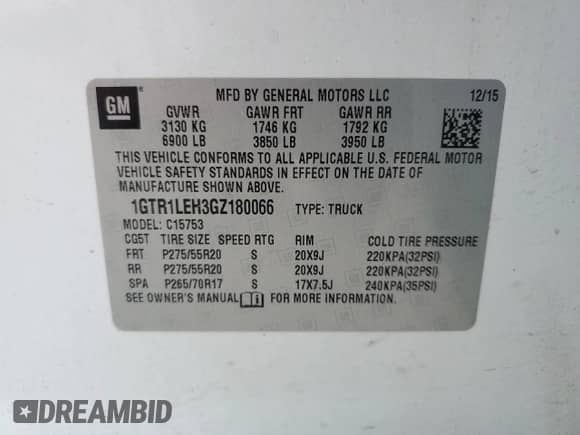 GM
MFD BY GENERAL MOTORS LLC 12/15
GVWR GAWR FRT GAWR RR
3130 KG 1746 KG 1792 KG
6900 LB 3850 LB 3950 LB
THIS VEHICLE CONFORMS TO ALL APPLICABLE U.S. FEDERAL MOTOR
VEHICLE SAFETY STANDARDS IN EFFECT ON THE DATE OF
MANUFACTURE SHOWN ABOVE.
1GTR1LEH3GZ180066 TYPE: TRUCK
MODEL: C15753
CG5T TIRE SIZE SPEED RTG RIM COLD TIRE PRESSURE
FRT P275/55R20 S 20X9J 220KPA(32PSI)
RR P275/55R20 S 20X9J 220KPA(32PSI)
SPA P265/70R17 S 17X7.5J 240KPA(35PSI)
SEE OWNER'S MANUAL FOR MORE INFORMATION.
DREAMBID